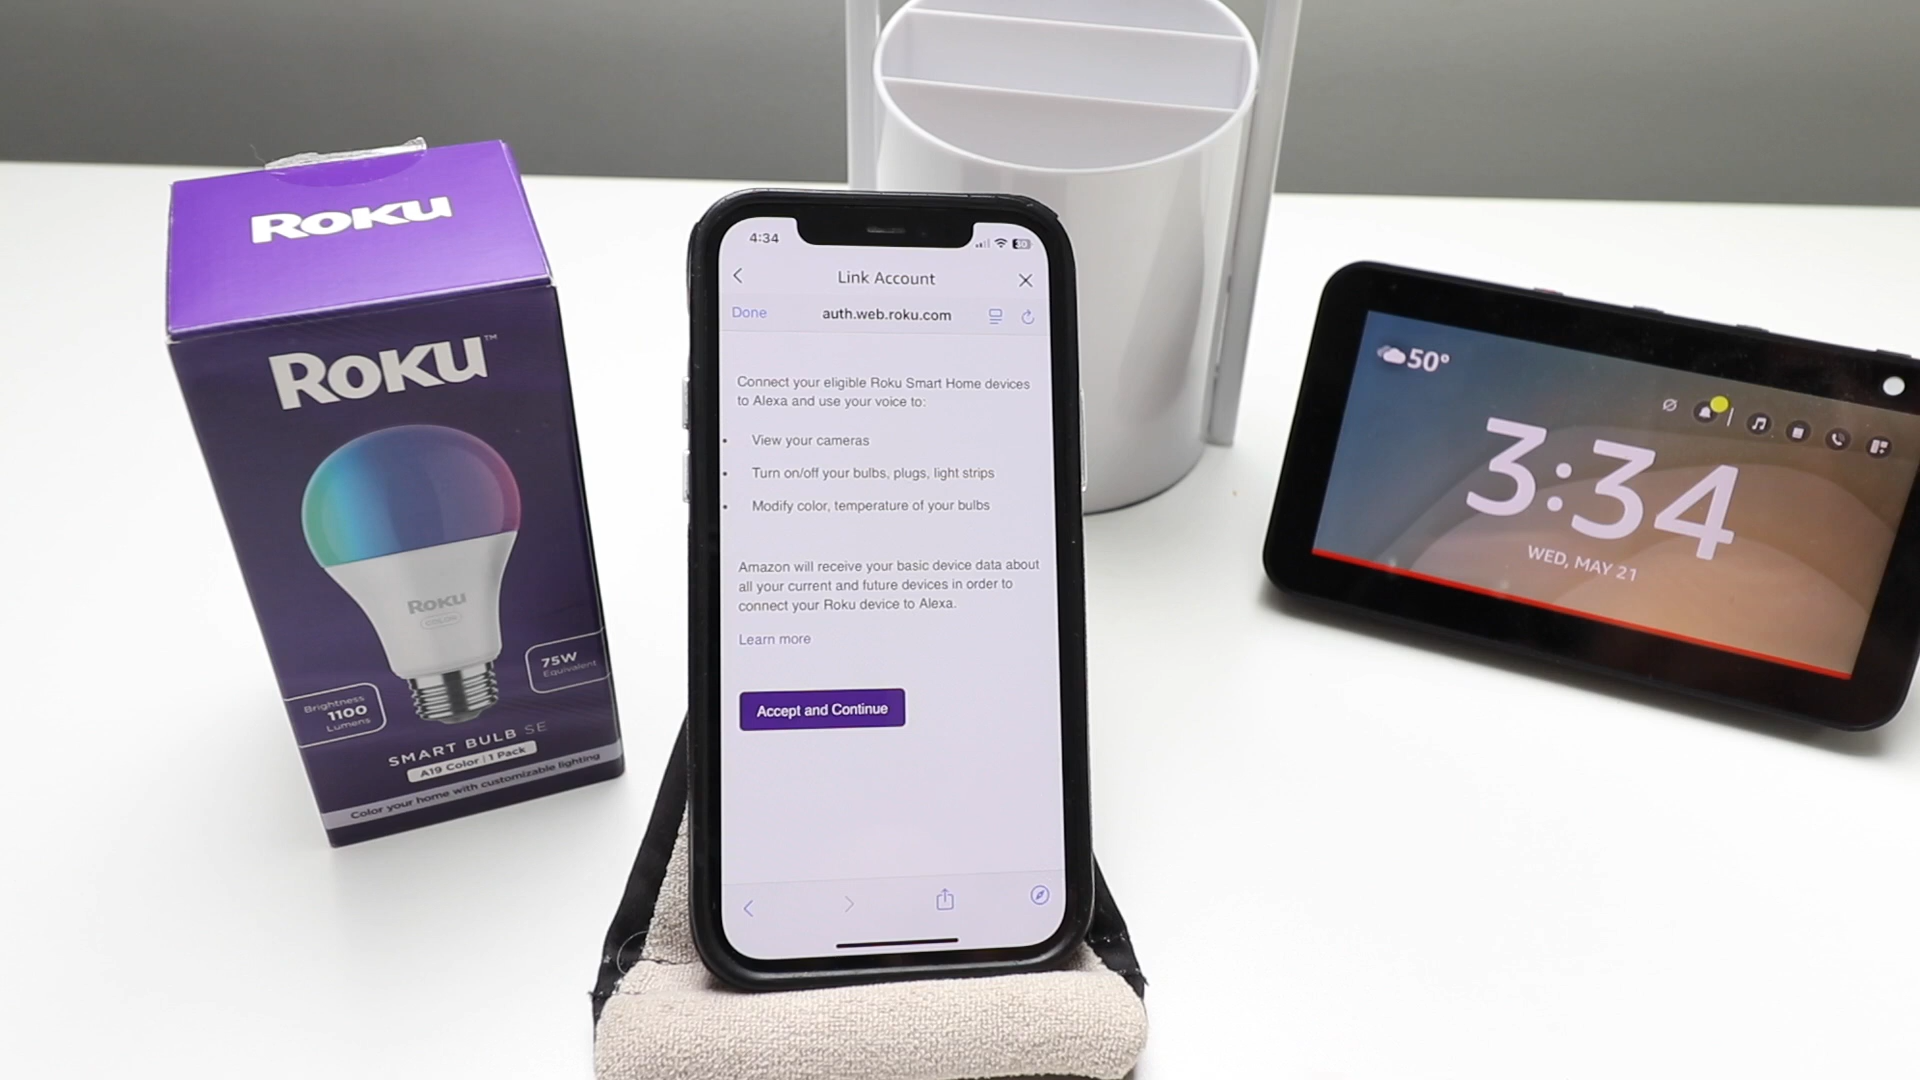 ROKU
ROKU™
ROKU
COLOR
75W
Equivalent
Brightness
1100
Lumens
SMART BULB SE
A19 Color | 1 Pack
Color your home with customizable lighting
4:34
30
Link Account
Done
auth.web.roku.com
Connect your eligible Roku Smart Home devices
to Alexa and use your voice to:
• View your cameras
• Turn on/off your bulbs, plugs, light strips
• Modify color, temperature of your bulbs
Amazon will receive your basic device data about
all your current and future devices in order to
connect your Roku device to Alexa.
Learn more
Accept and Continue
50°
3:34
WED, MAY 21